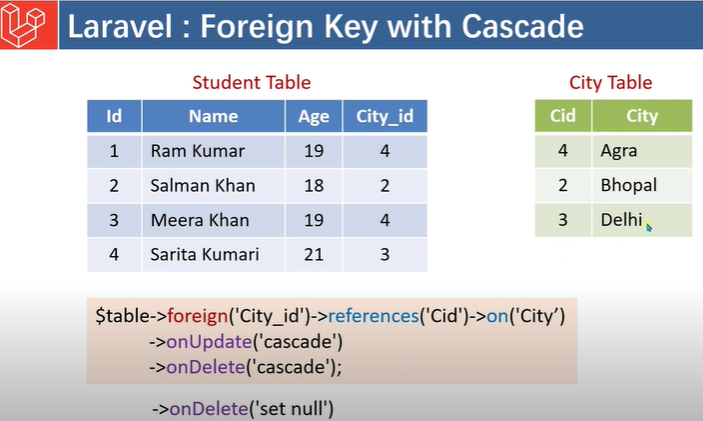 Laravel : Foreign Key with Cascade
Student Table
Id Name Age City_id
1 Ram Kumar 19 4
2 Salman Khan 18 2
3 Meera Khan 19 4
4 Sarita Kumari 21 3
City Table
Cid City
4 Agra
2 Bhopal
3 Delhi
$table->foreign('City_id')->references('Cid')->on('City’)
->onUpdate('cascade')
->onDelete('cascade');
->onDelete('set null')